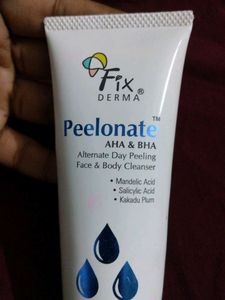 Fix
DERMA®
Peelonate™
AHA & BHA
Alternate Day Peeling
Face & Body Cleanser
• Mandelic Acid
• Salicylic Acid
• Kakadu Plum